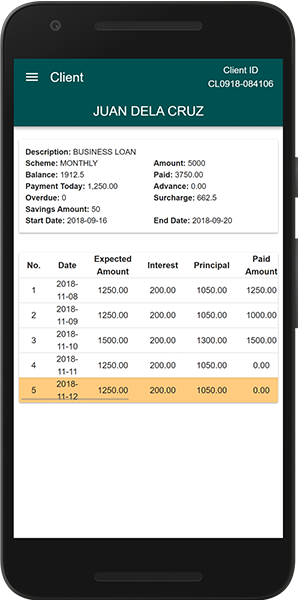 Client
Client ID
CL0918-084106
JUAN DELA CRUZ
Description: BUSINESS LOAN
Scheme: MONTHLY Amount: 5000
Balance: 1912.5 Paid: 3750.00
Payment Today: 1,250.00 Advance: 0.00
Overdue: 0 Surcharge: 662.5
Savings Amount: 50
Start Date: 2018-09-16 End Date: 2018-09-20
No. Date Expected Amount Interest Principal Paid Amount
1 2018-11-08 1250.00 200.00 1050.00 1250.00
2 2018-11-09 1250.00 200.00 1050.00 1000.00
3 2018-11-10 1500.00 200.00 1300.00 1500.00
4 2018-11-11 1250.00 200.00 1050.00 0.00
5 2018-11-12 1250.00 200.00 1050.00 0.00